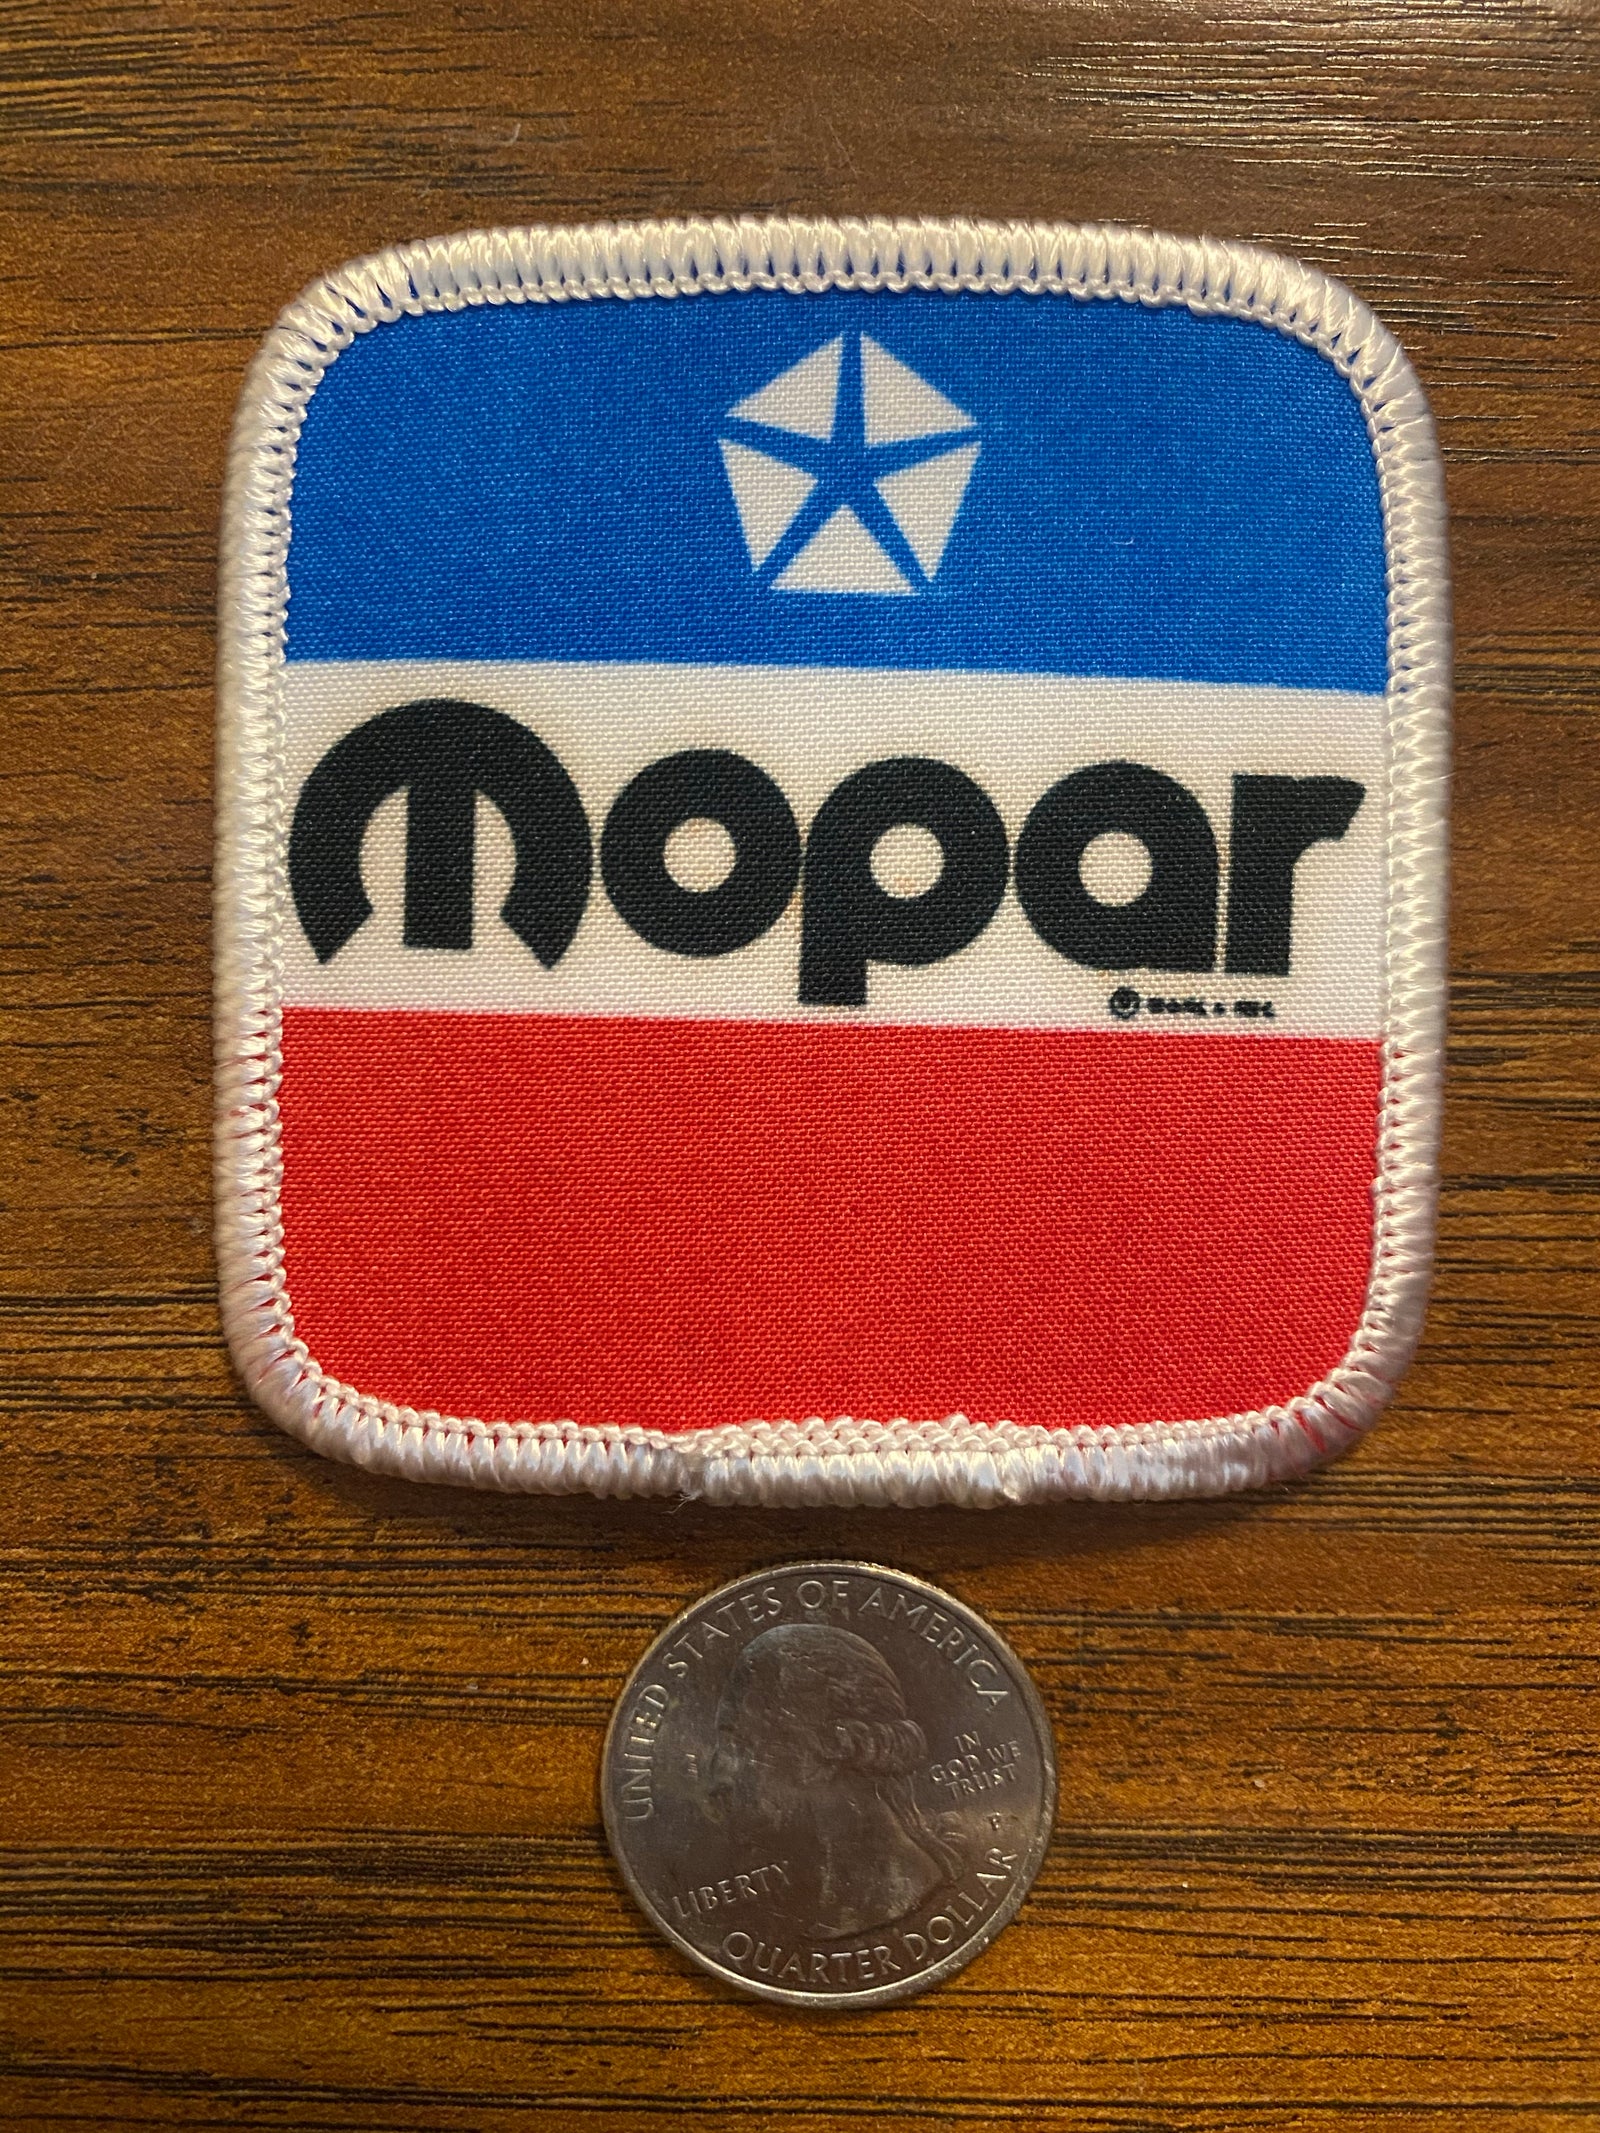 Mopar
UNITED STATES OF AMERICA
IN
GOD WE
TRUST
P
LIBERTY
QUARTER DOLLAR